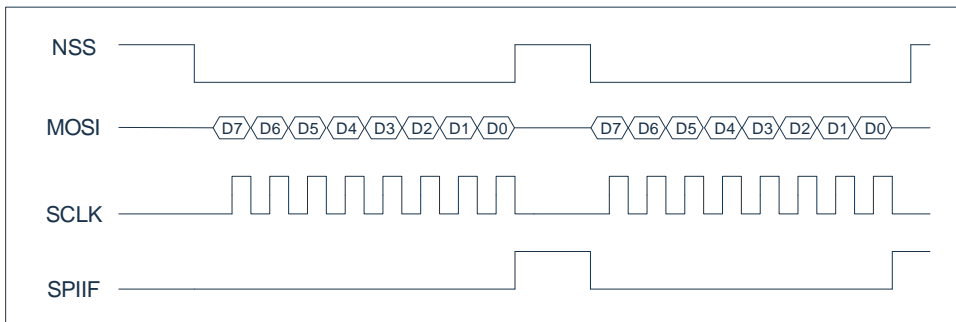 NSS
MOSI D7 D6 D5 D4 D3 D2 D1 D0 D7 D6 D5 D4 D3 D2 D1 D0
SCLK
SPIIF